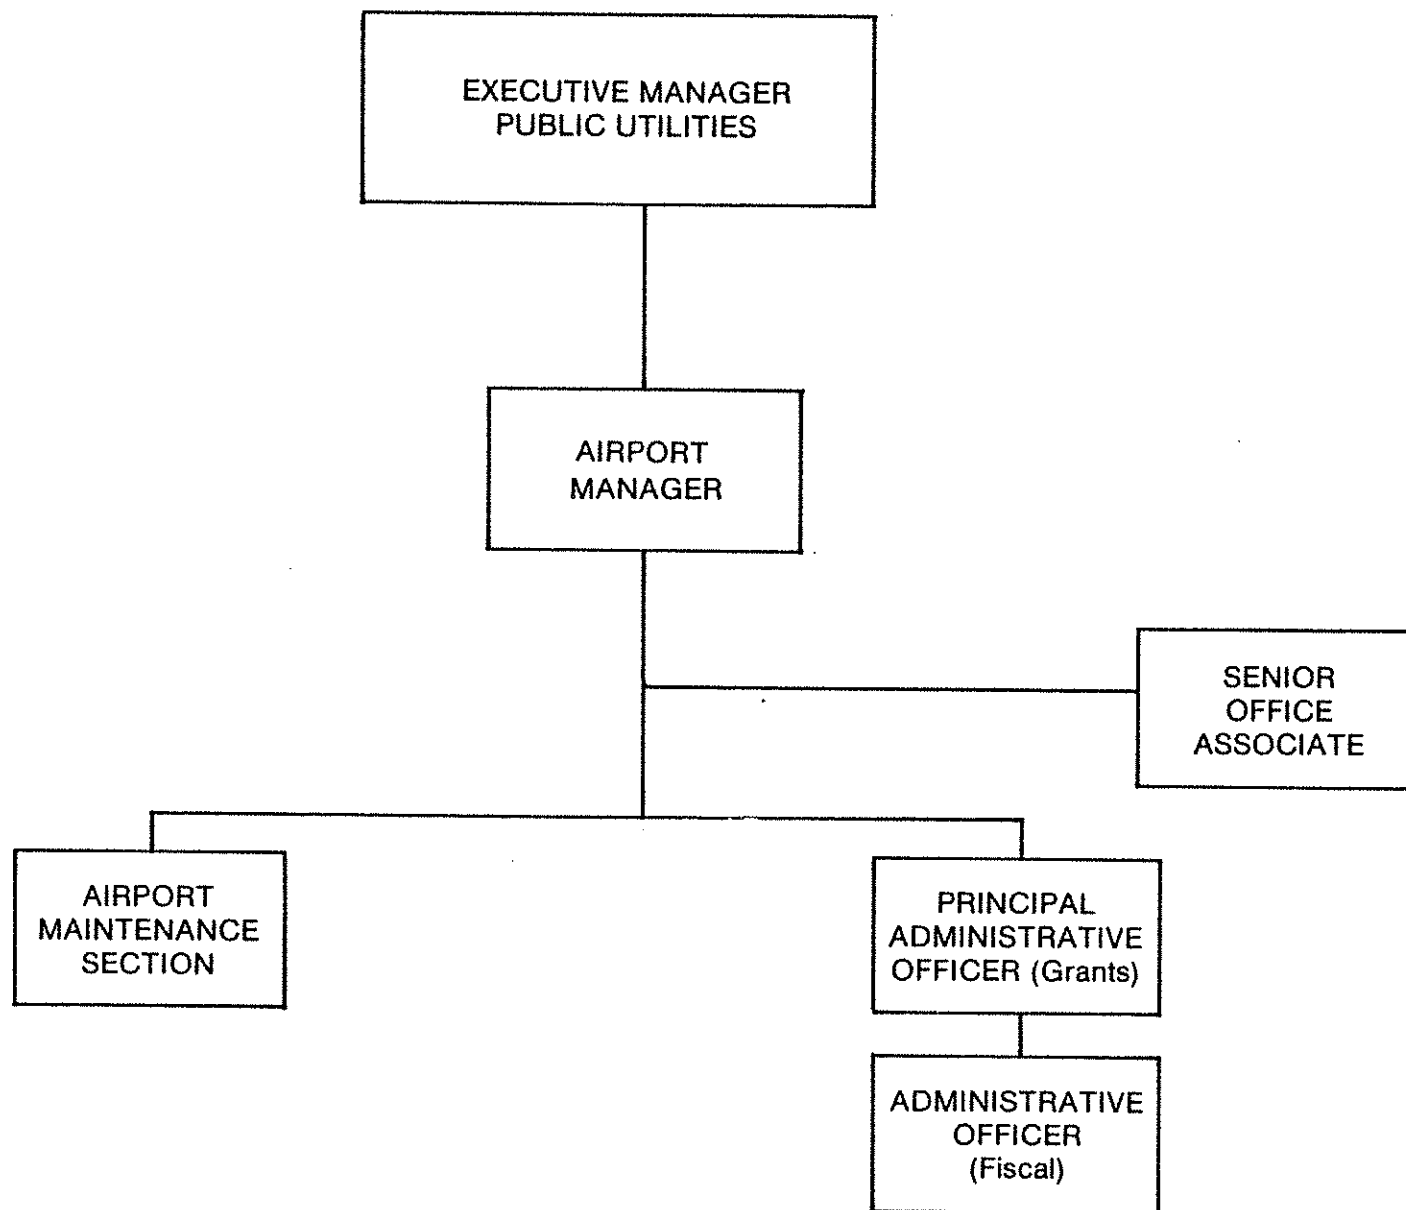 EXECUTIVE MANAGER
PUBLIC UTILITIES
AIRPORT
MANAGER
SENIOR
OFFICE
ASSOCIATE
AIRPORT
MAINTENANCE
SECTION
PRINCIPAL
ADMINISTRATIVE
OFFICER (Grants)
ADMINISTRATIVE
OFFICER
(Fiscal)